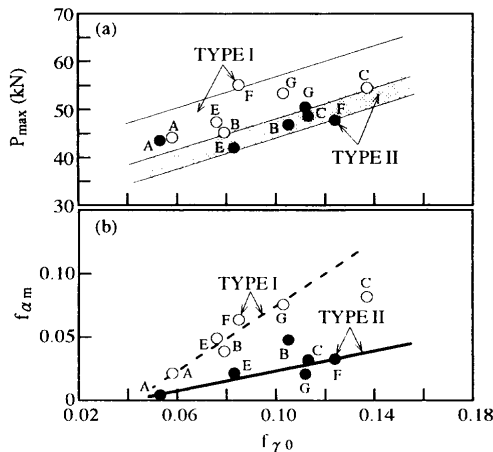 70
(a)
TYPE I
60
C
P max (kN)
F
G
G
50
E
A
B
C
F
A
B
E
40
TYPE II
30
(b)
TYPE I
0.10
C
f α m
F
G
TYPE II
0.05
E
B
B
C
A
E
A
G
F
0
0.02
0.06
0.10
0.14
0.18
f γ 0